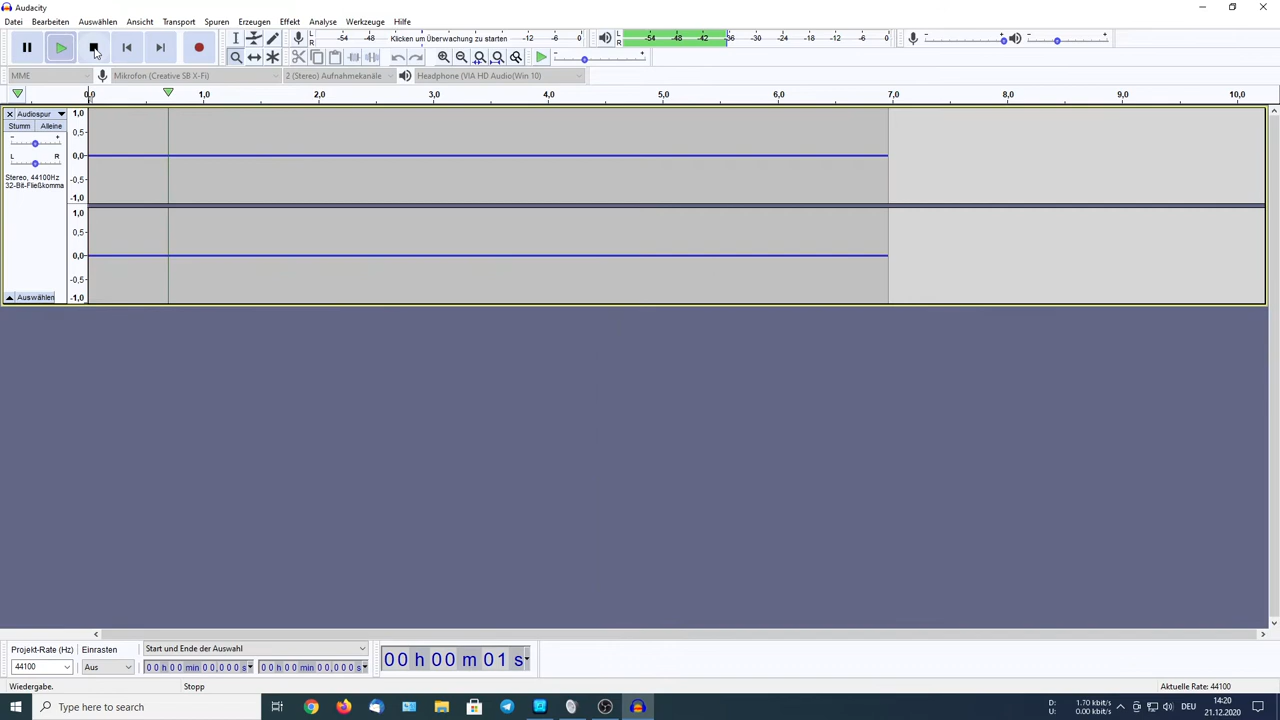 Audacity
Datei Bearbeiten Auswählen Ansicht Transport Spuren Erzeugen Effekt Analyse Werkzeuge Hilfe
L R -54 -48 Klicken um Überwachung zu starten -12 -6 0 L R -54 -48 -42 -36 -30 -24 -18 -12 -6 0
- + - +
- +
MME Mikrofon (Creative SB X-Fi) 2 (Stereo) Aufnahmekanäle Headphone (VIA HD Audio(Win 10)
0,0 1,0 2,0 3,0 4,0 5,0 6,0 7,0 8,0 9,0 10,0
Audiospur 1,0
Stumm Alleine
- + 0,5
L R 0,0
Stereo, 44100Hz -0,5
32-Bit-Fließkomma
-1,0
1,0
0,5
0,0
-0,5
Auswählen -1,0
Projekt-Rate (Hz) Einrasten Start und Ende der Auswahl
44100 Aus 00 h 00 min 00,000 s 00 h 00 min 00,000 s 00 h 00 m 01 s
Wiedergabe. Stopp Aktuelle Rate: 44100
Type here to search
D: 1.70 kbit/s
U: 0.00 kbit/s
DEU
14:20
21.12.2020